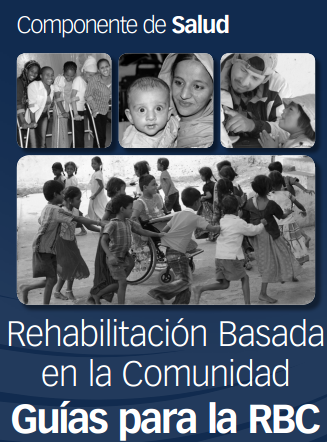 Componente de Salud
Rehabilitación Basada
en la Comunidad
Guías para la RBC